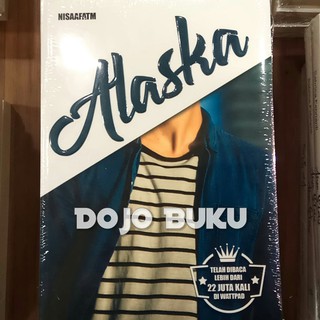 NISAAFATM
Alaska
DOJO BUKU
TELAH DIBACA
LEBIH DARI
22 JUTA KALI
DI WATTPAD